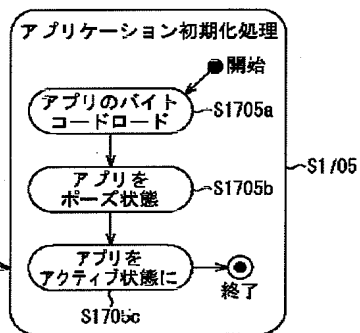 アプリケーション初期化処理
開始
アプリのバイト
コードロード
S1705a
S1705
アプリを
ポーズ状態
S1705b
アプリを
アクティブ状態に
終了
S1705c